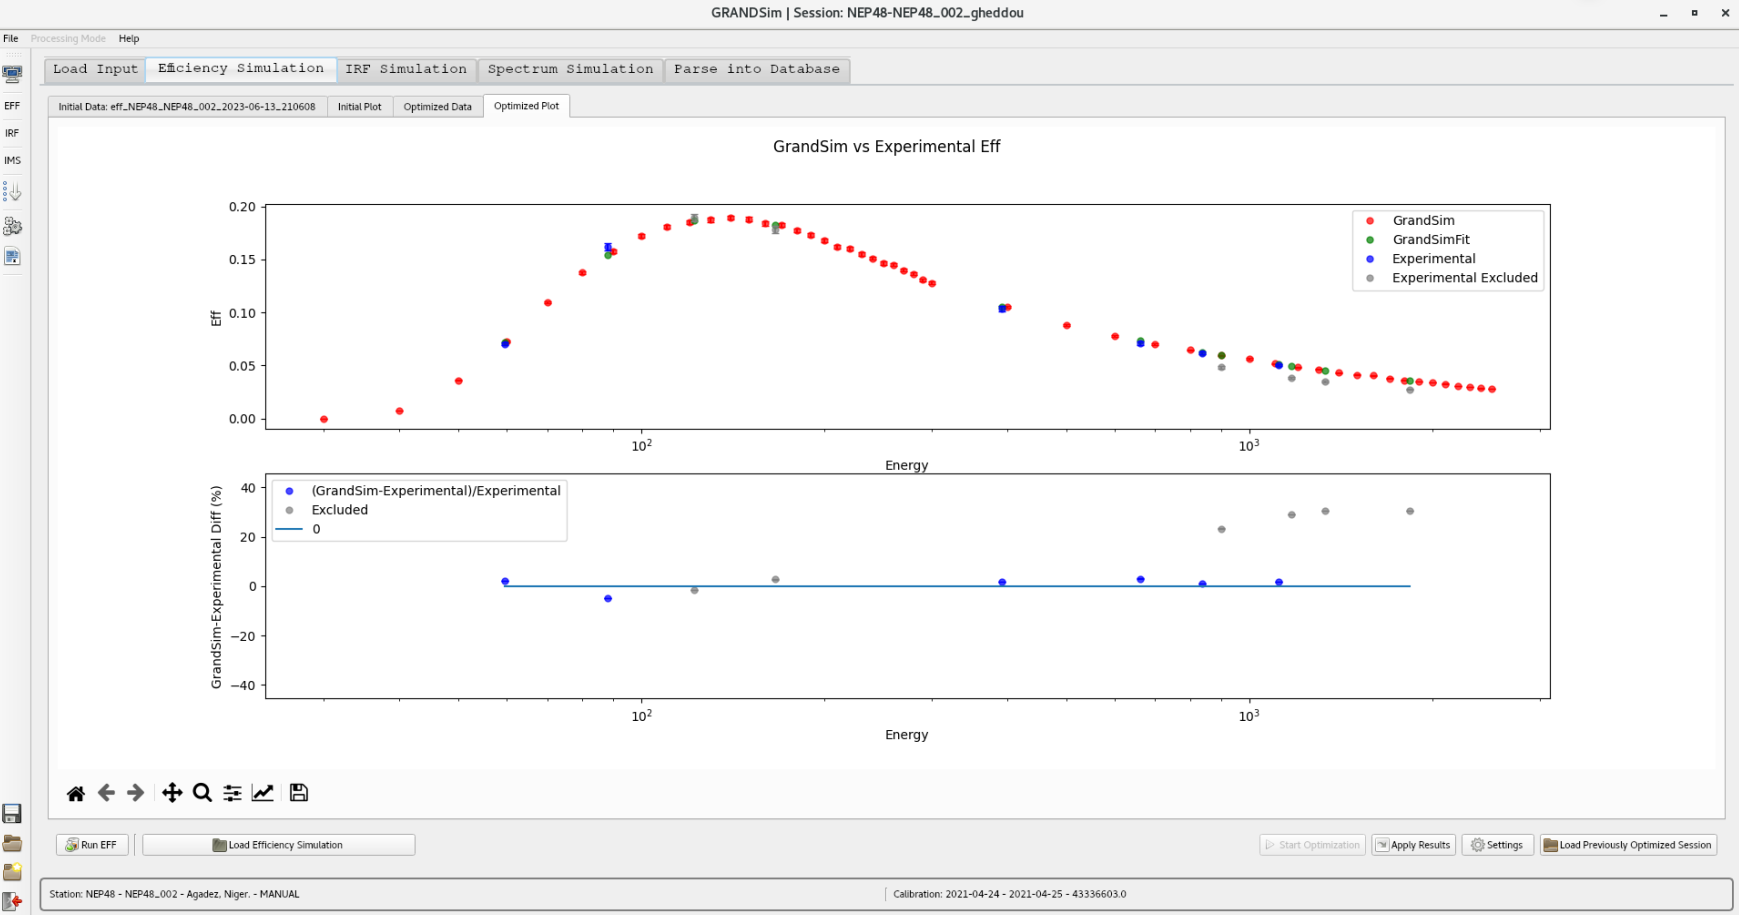 GRANDSim | Session: NEP48-NEP48_002_gheddou
File Processing Mode Help
Load Input Efficiency Simulation IRF Simulation Spectrum Simulation Parse into Database
EFF
IRF
IMS
Initial Data: eff_NEP48_NEP48_002_2023-06-13_210608 Initial Plot Optimized Data Optimized Plot
GrandSim vs Experimental Eff
Eff
0.20
0.15
0.10
0.05
0.00
GrandSim
GrandSimFit
Experimental
Experimental Excluded
10² 10³
Energy
GrandSim-Experimental Diff (%)
40
20
0
−20
−40
(GrandSim-Experimental)/Experimental
Excluded
0
10² 10³
Energy
Run EFF Load Efficiency Simulation Start Optimization Apply Results Settings Load Previously Optimized Session
Station: NEP48 - NEP48_002 - Agadez, Niger. - MANUAL Calibration: 2021-04-24 - 2021-04-25 - 43336603.0